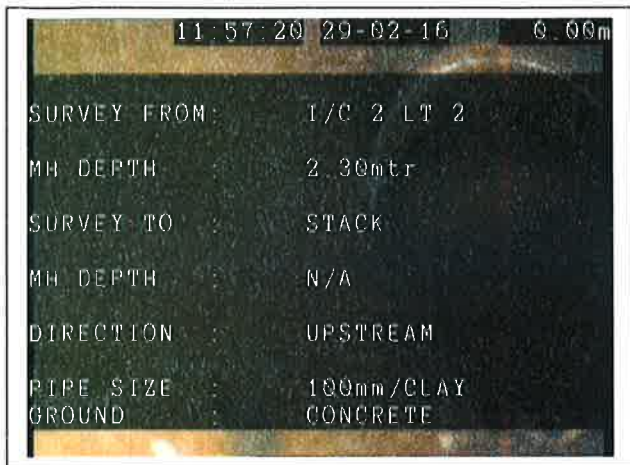 11:57:20 29-02-16 0.00m
SURVEY FROM: I/C 2 LT 2
MH DEPTH : 2.30mtr
SURVEY TO : STACK
MH DEPTH : N/A
DIRECTION : UPSTREAM
PIPE SIZE : 100mm/CLAY
GROUND : CONCRETE